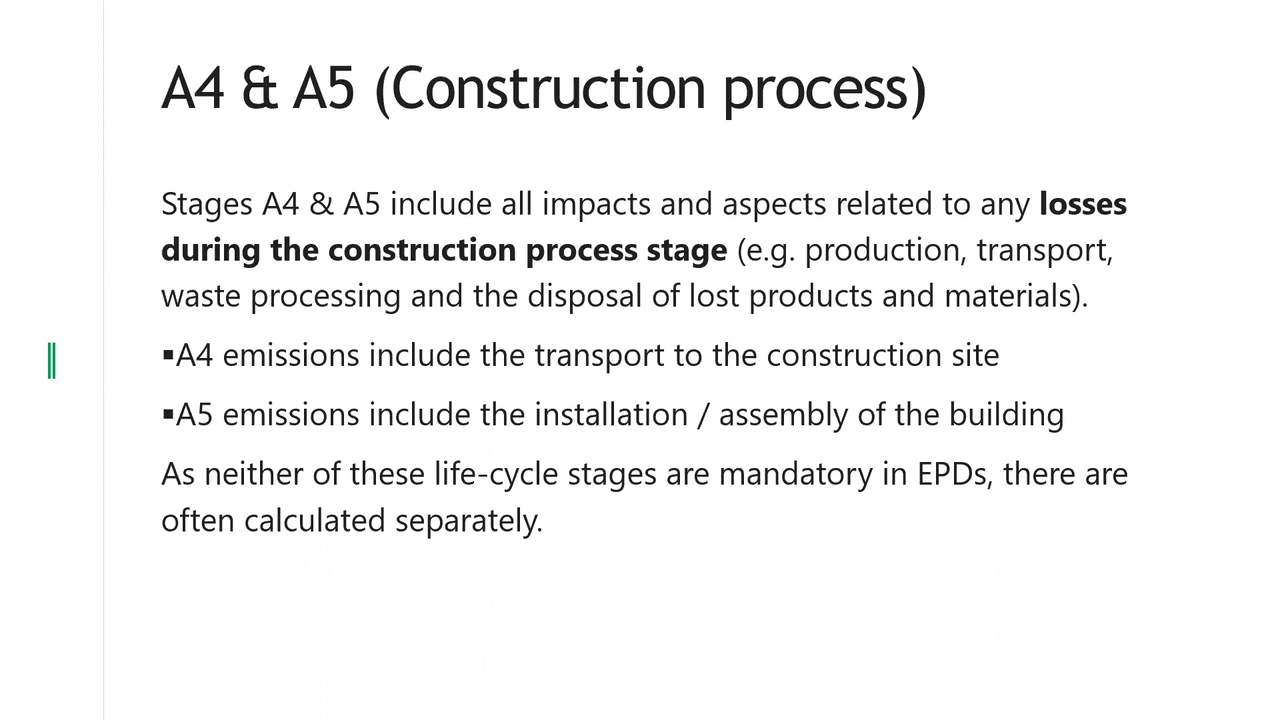 A4 & A5 (Construction process)
Stages A4 & A5 include all impacts and aspects related to any losses
during the construction process stage (e.g. production, transport,
waste processing and the disposal of lost products and materials).
▪A4 emissions include the transport to the construction site
▪A5 emissions include the installation / assembly of the building
As neither of these life-cycle stages are mandatory in EPDs, there are
often calculated separately.